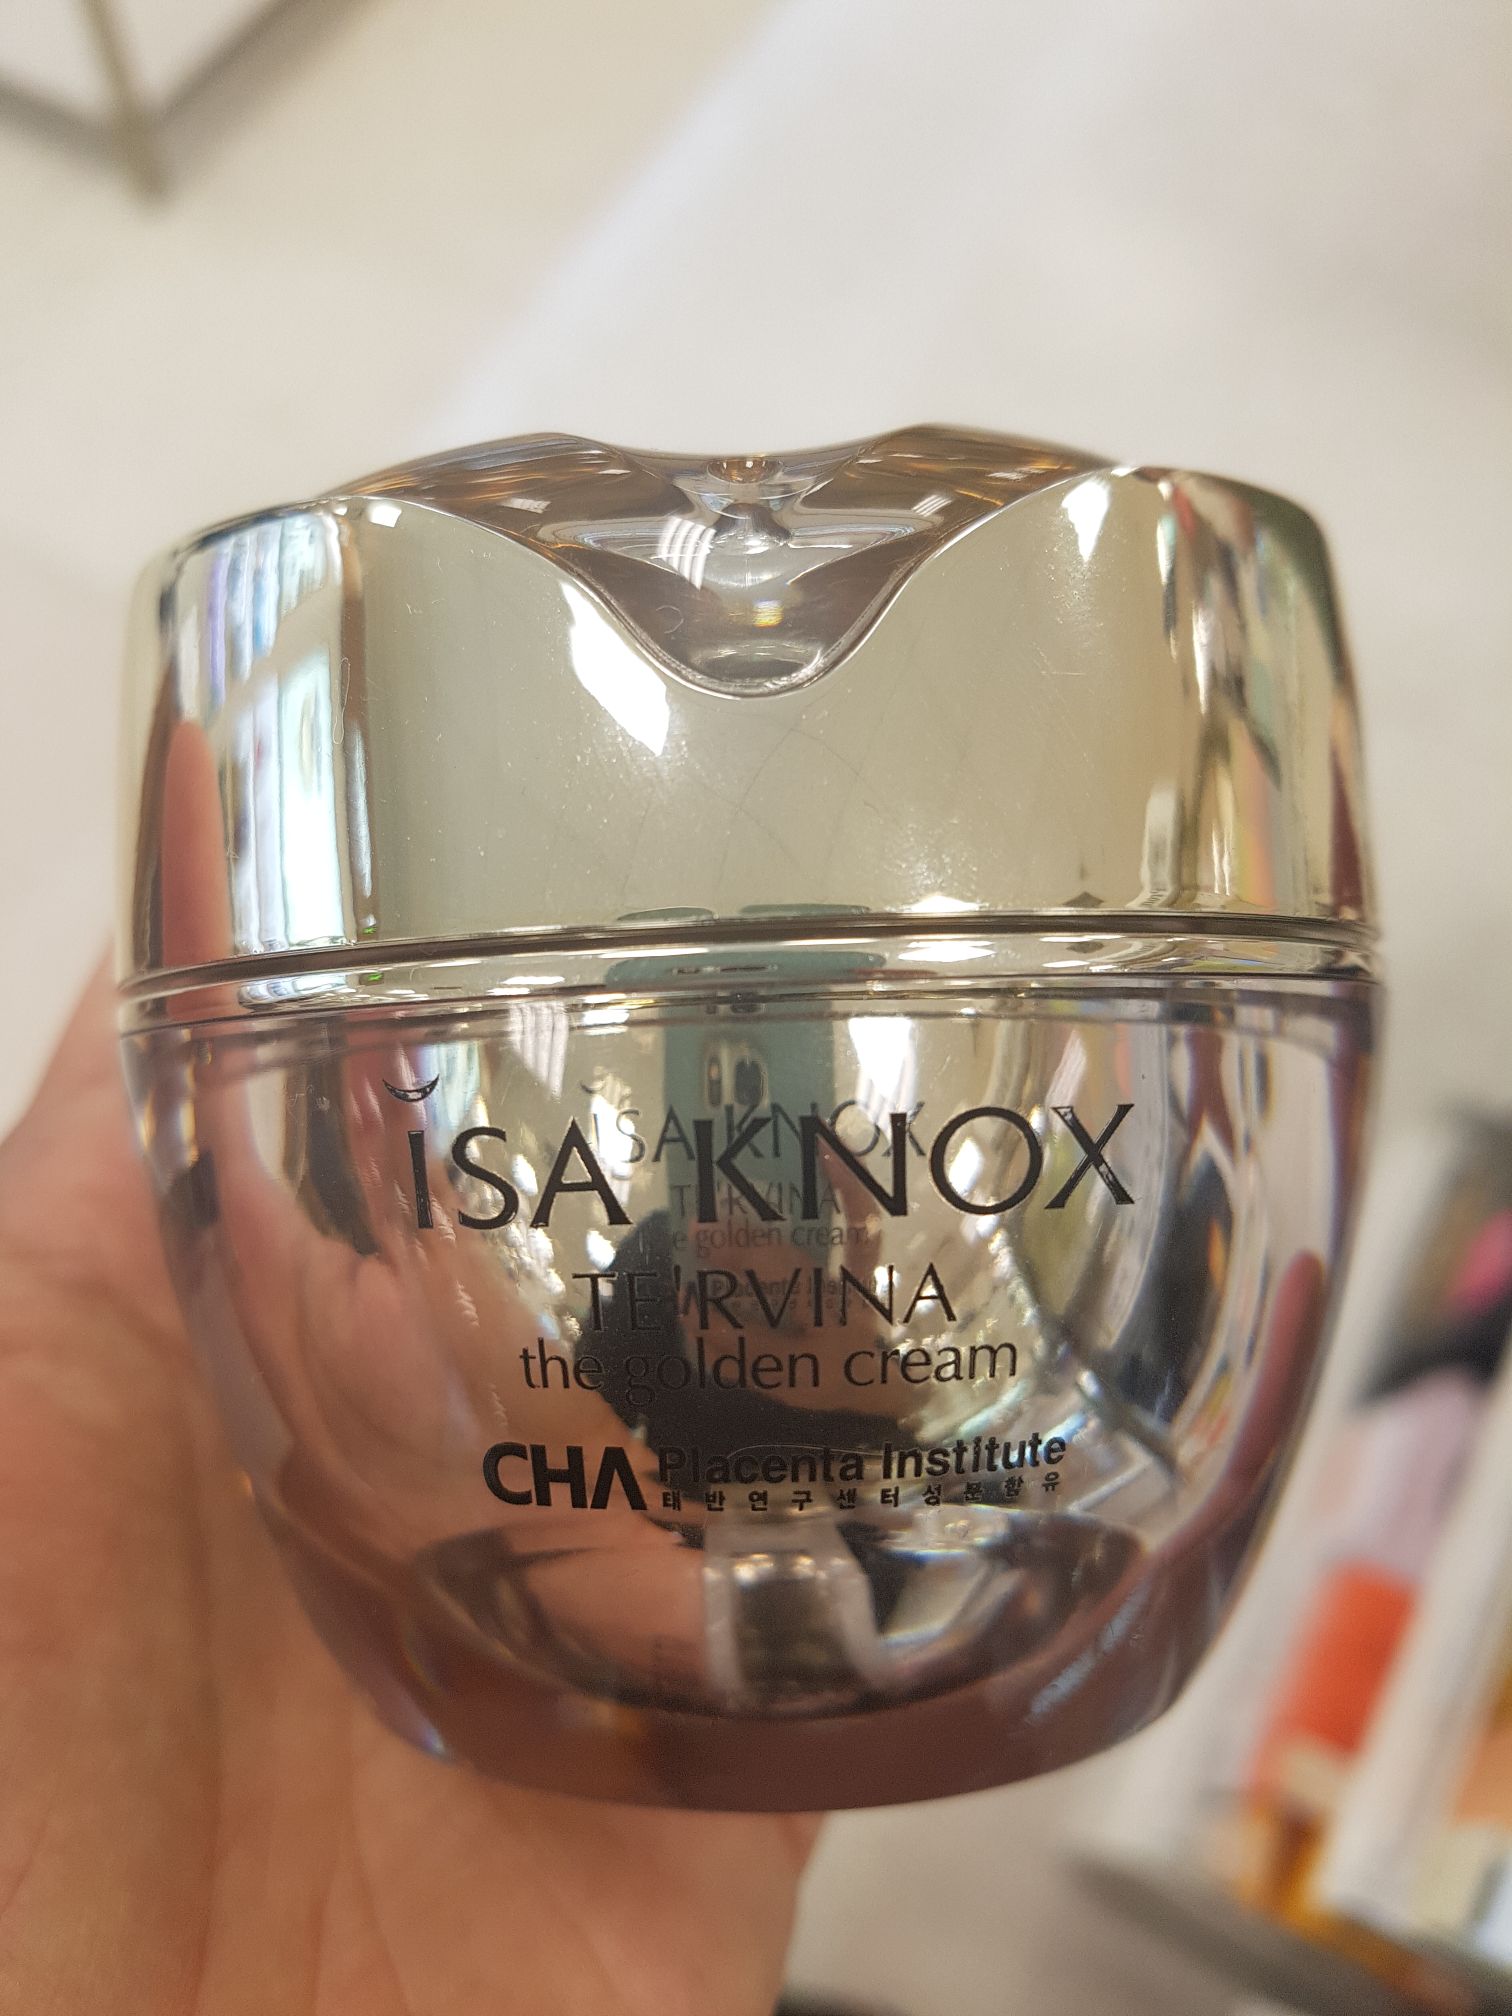 ISA KNOX
TE'RVINA
the golden cream
CHA Placenta Institute
태반연구센터성분함유